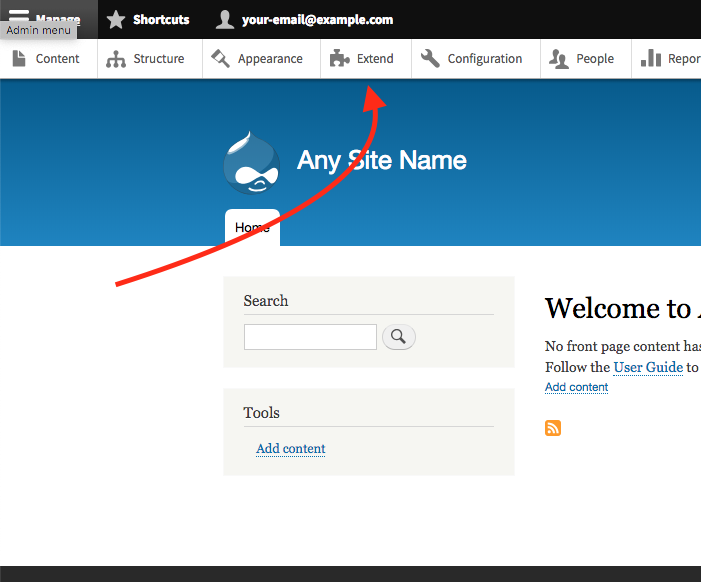 Manage Shortcuts your-email@example.com
Admin menu
Content Structure Appearance Extend Configuration People Repor
Any Site Name
Home
Search
Welcome to
No front page content has
Follow the User Guide to
Add content
Tools
Add content